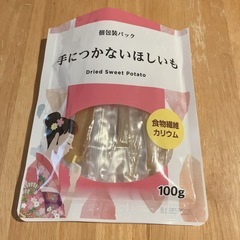 個包装パック
手につかないほしいも
Dried Sweet Potato
食物繊維
カリウム
100g